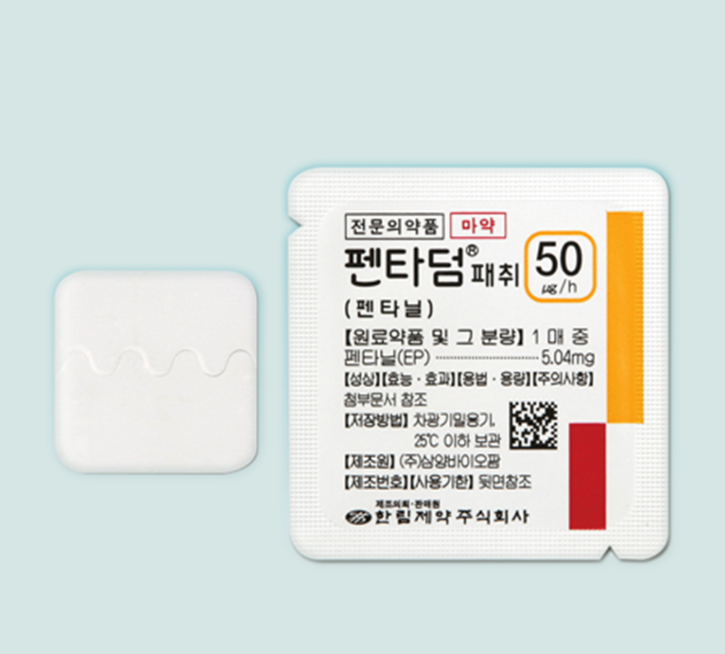 전문의약품 마약
펜타덤® 패취 50 μg/h
(펜타닐)
【원료약품 및 그 분량】 1 매 중
펜타닐(EP) ························ 5.04mg
【성상】【효능·효과】【용법·용량】【주의사항】
첨부문서 참조
【저장방법】 차광기밀용기,
25℃ 이하 보관
【제조원】 (주)삼양바이오팜
【제조번호】【사용기한】 뒷면참조
제조의뢰·판매원
한림제약주식회사